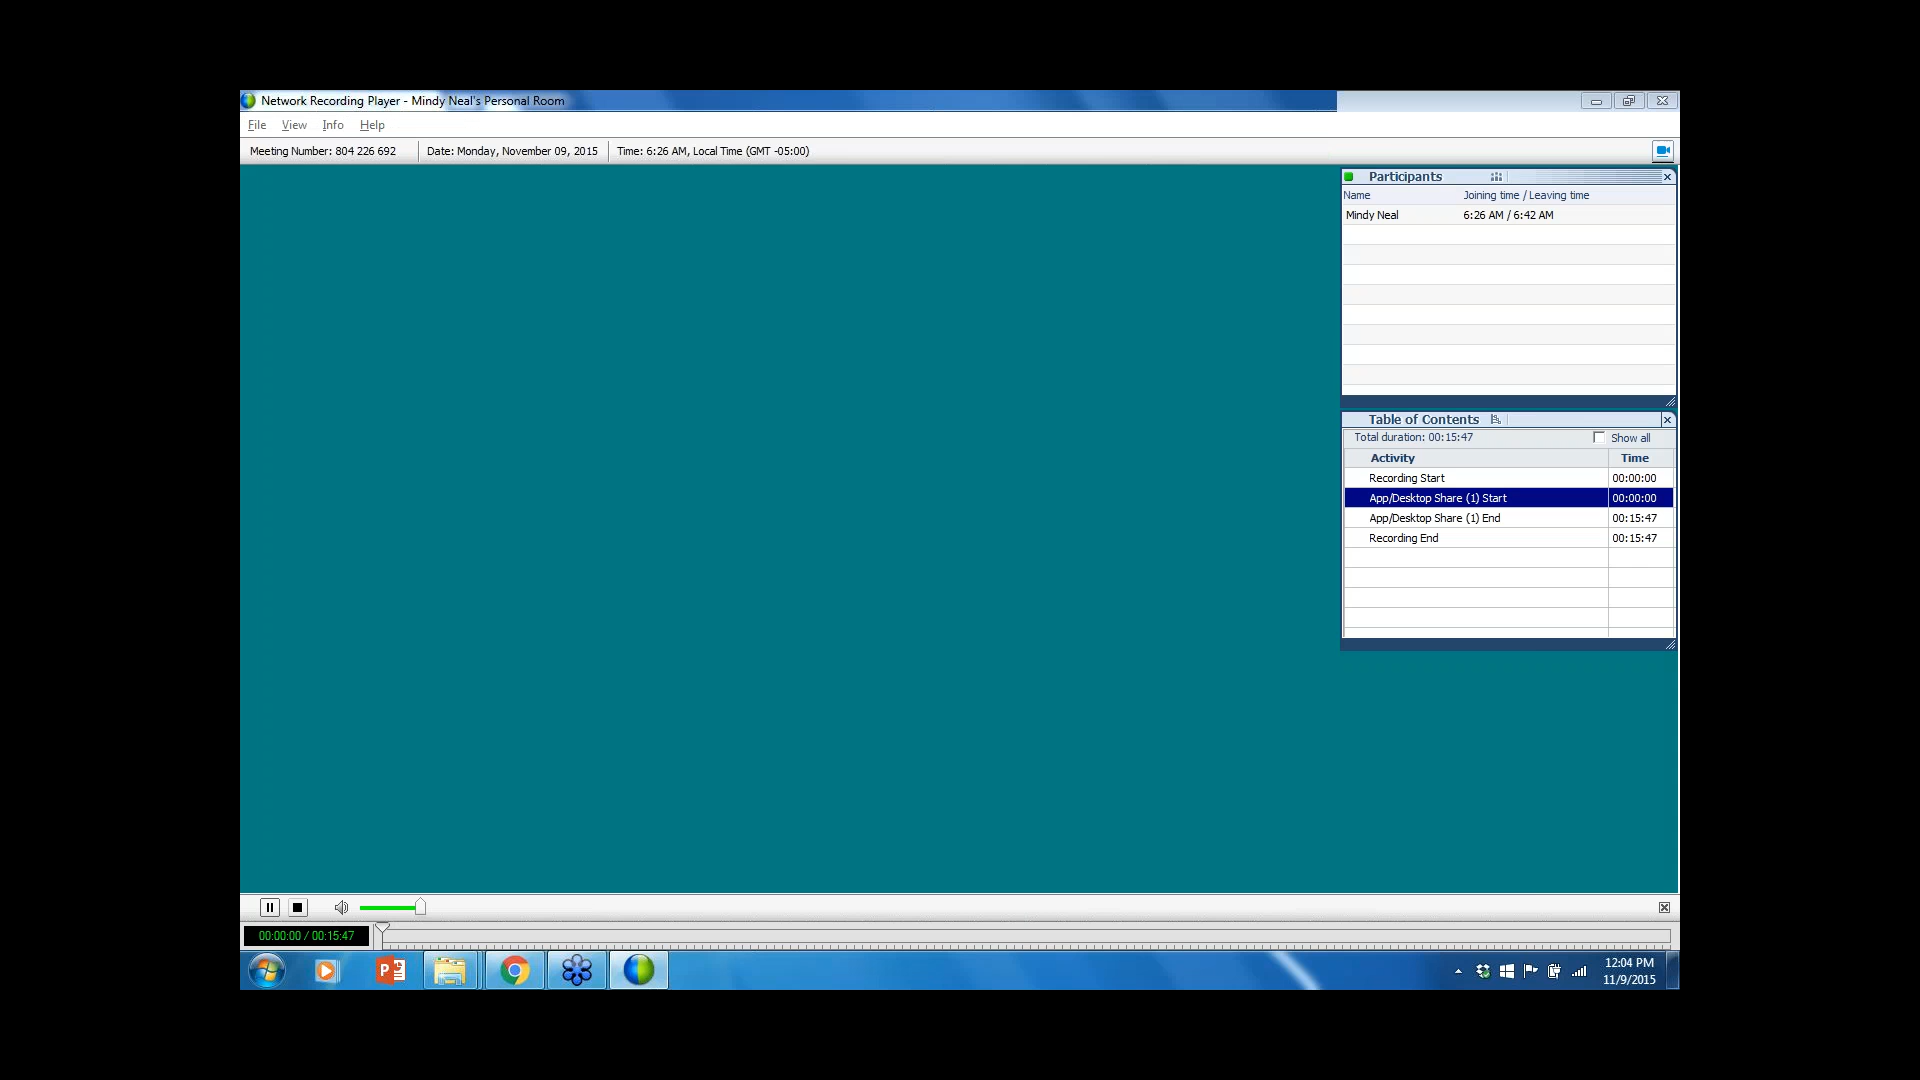 Network Recording Player - Mindy Neal's Personal Room
File View Info Help
Meeting Number: 804 226 692 Date: Monday, November 09, 2015 Time: 6:26 AM, Local Time (GMT -05:00)
Participants
Name Joining time / Leaving time
Mindy Neal 6:26 AM / 6:42 AM
Table of Contents
Total duration: 00:15:47 Show all
Activity Time
Recording Start 00:00:00
App/Desktop Share (1) Start 00:00:00
App/Desktop Share (1) End 00:15:47
Recording End 00:15:47
00:00:00 / 00:15:47
P
12:04 PM
11/9/2015